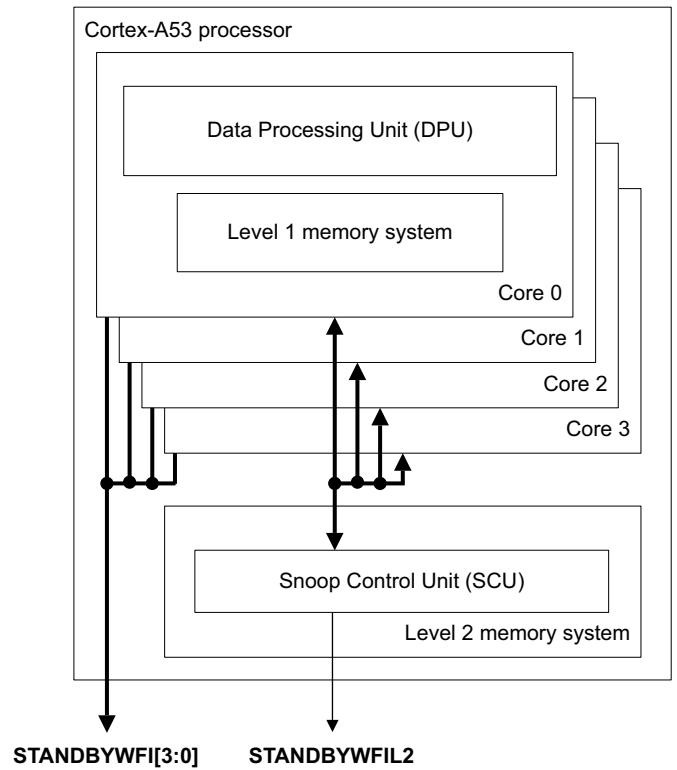 Cortex-A53 processor
Data Processing Unit (DPU)
Level 1 memory system
Core 0
Core 1
Core 2
Core 3
Snoop Control Unit (SCU)
Level 2 memory system
STANDBYWFI[3:0] STANDBYWFIL2